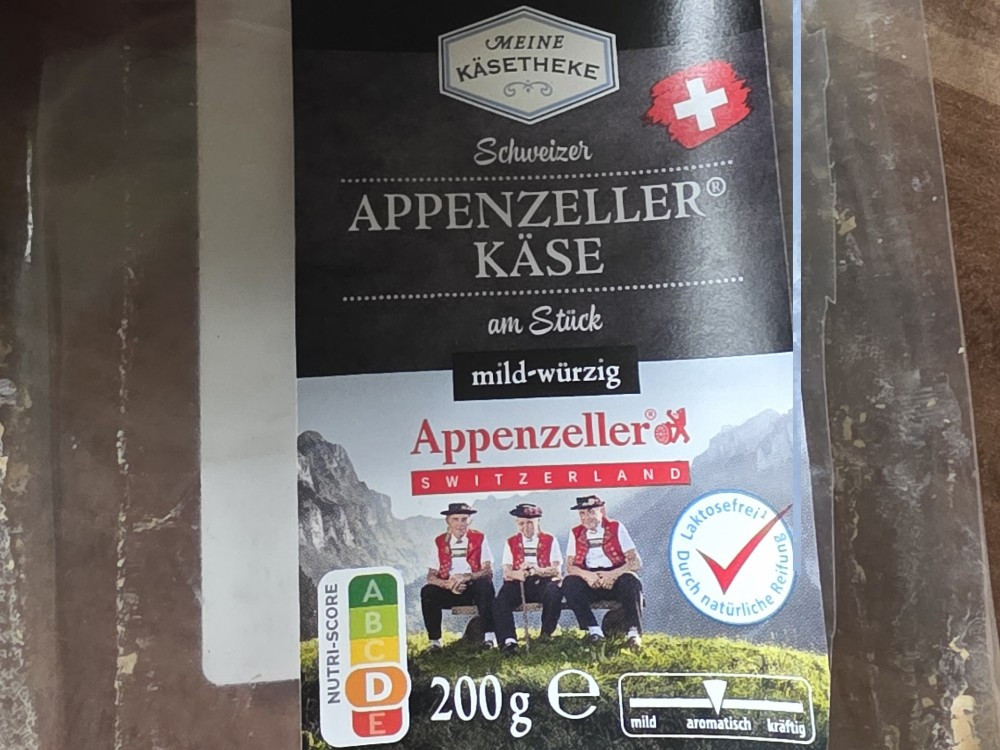 MEINE
KÄSETHEKE
Schweizer
APPENZELLER®
KÄSE
am Stück
mild-würzig
Appenzeller®
SWITZERLAND
Laktosefrei¹
Durch natürliche Reifung
NUTRI-SCORE
A
B
C
D
E
200g e
mild aromatisch kräftig